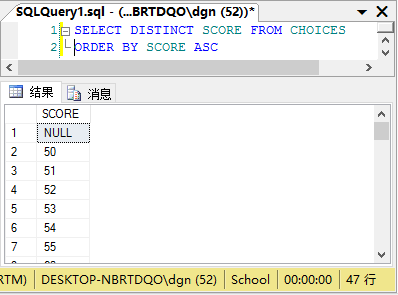 SQLQuery1.sql - (...BRTDQO\dgn (52))*
1 SELECT DISTINCT SCORE FROM CHOICES
2 ORDER BY SCORE ASC
结果 消息
SCORE
1 NULL
2 50
3 51
4 52
5 53
6 54
7 55
RTM) DESKTOP-NBRTDQO\dgn (52) School 00:00:00 47 行